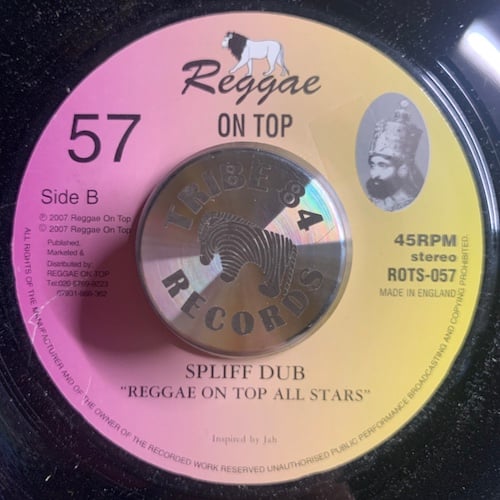 Reggae
ON TOP
57
Side B
℗ 2007 Reggae On Top
© 2007 Reggae On Top
Published,
Marketed &
Distributed by:
REGGAE ON TOP
TRIBE 84
RECORDS
45RPM
stereo
ROTS-057
MADE IN ENGLAND
SPLIFF DUB
"REGGAE ON TOP ALL STARS"
Inspired by Jah
ALL RIGHTS OF THE MANUFACTURER AND OF THE OWNER OF THE RECORDED WORK RESERVED UNAUTHORISED PUBLIC PERFORMANCE BROADCASTING AND COPYING PROHIBITED.